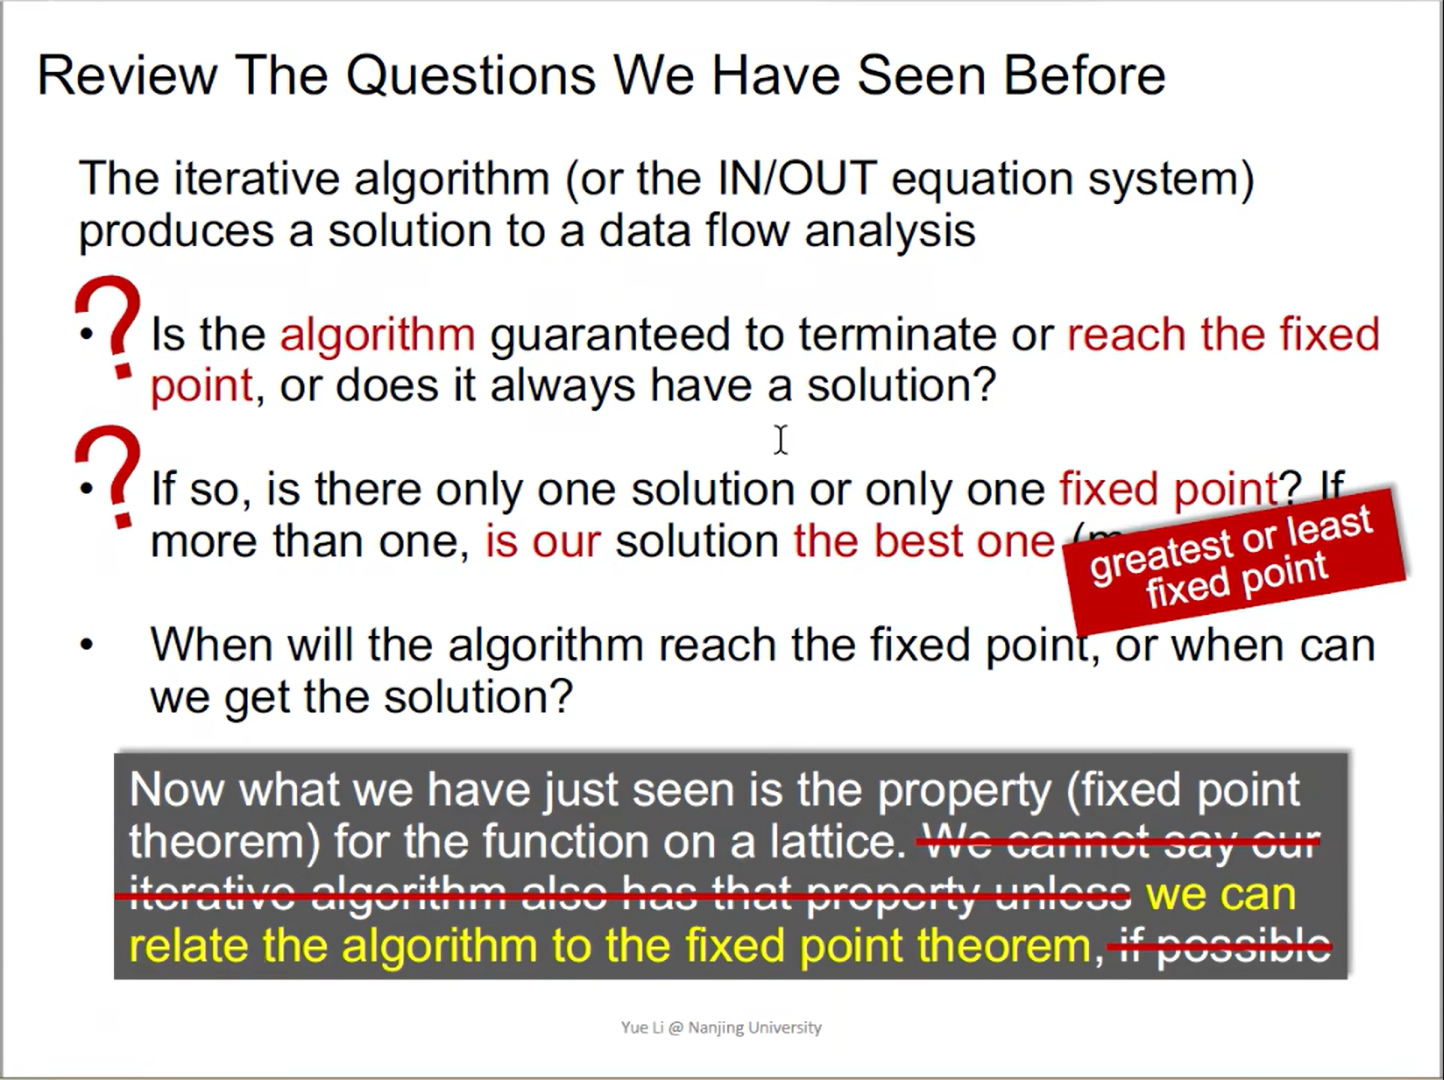 Review The Questions We Have Seen Before
The iterative algorithm (or the IN/OUT equation system)
produces a solution to a data flow analysis
?
• Is the algorithm guaranteed to terminate or reach the fixed
point, or does it always have a solution?
?
• If so, is there only one solution or only one fixed point? If
more than one, is our solution the best one
greatest or least
fixed point
• When will the algorithm reach the fixed point, or when can
we get the solution?
Now what we have just seen is the property (fixed point
theorem) for the function on a lattice. We cannot say our
iterative algorithm also has that property unless we can
relate the algorithm to the fixed point theorem, if possible
Yue Li @ Nanjing University